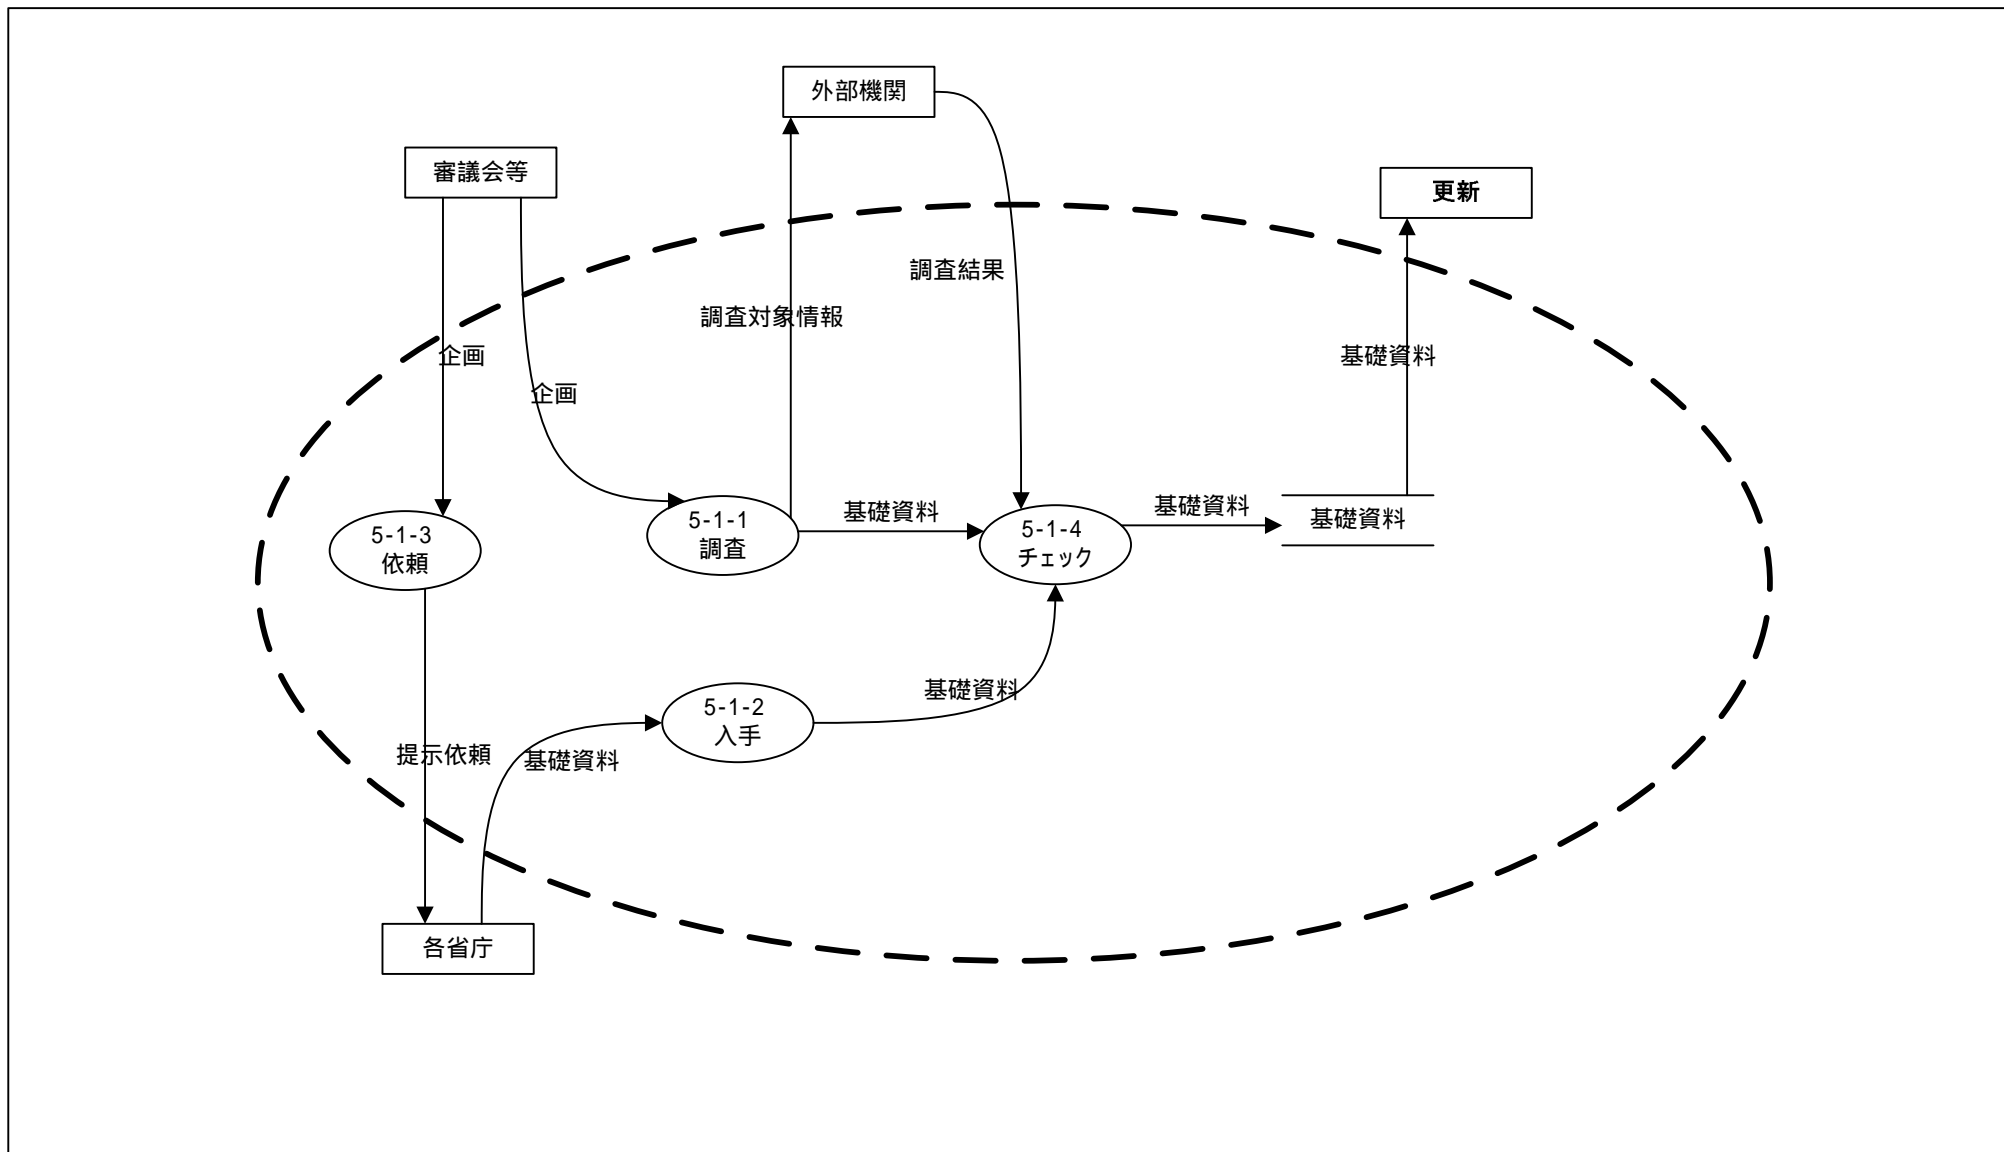 外部機関
審議会等
更新
調査結果
調査対象情報
企画
基礎資料
企画
5-1-3
依頼
5-1-1
調査
基礎資料
5-1-4
チェック
基礎資料
基礎資料
5-1-2
入手
基礎資料
提示依頼
基礎資料
各省庁